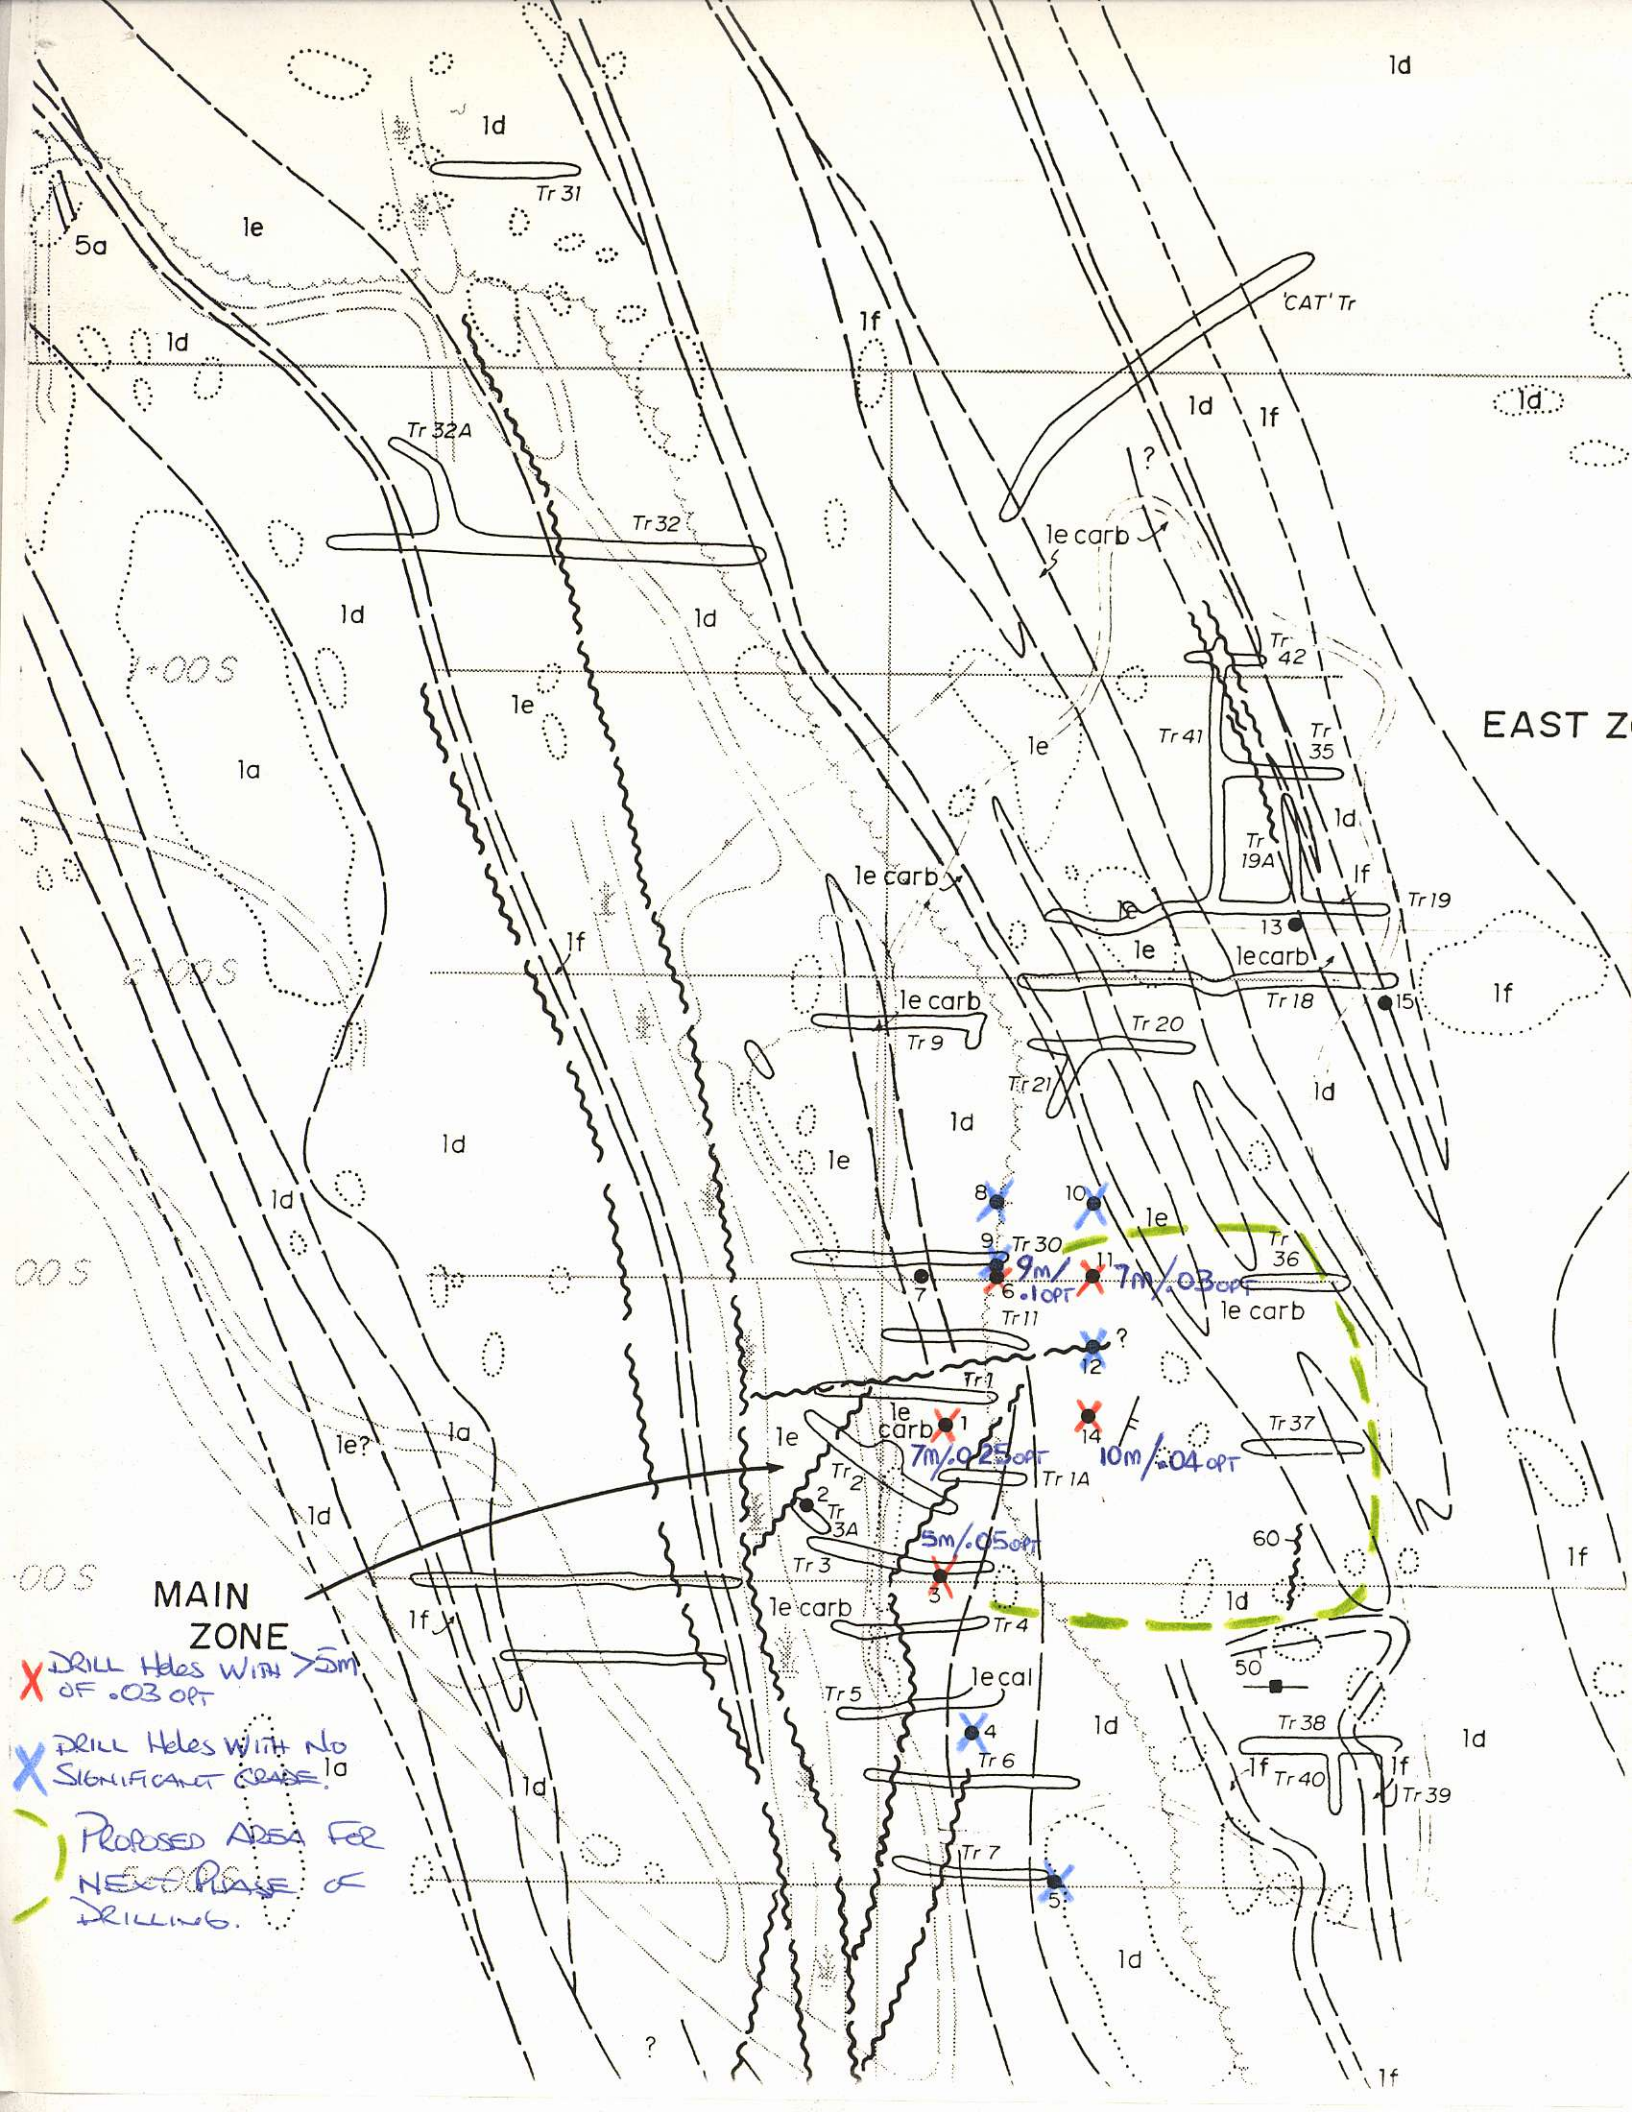 1d
1d
Tr 31
1e
5a
'CAT' Tr
1f
1d
1d
1f
1d
Tr 32A
?
Tr 32
1e carb
1d
1d
Tr
42
1+00S
1e
EAST Z
1e
Tr 41
Tr
35
1a
1d
Tr
19A
1e carb
1f
Tr 19
1e
13
1f
1e
1e carb
2+00S
1f
1e carb
Tr 18
15
Tr 9
Tr 20
Tr 21
1d
1d
1d
1e
1d
8
10
1e
9
Tr 30
Tr
36
11
00S
9m/
.1OPT
7m/.03OPT
7
6
1e carb
Tr 11
?
12
Tr 1
1e
carb
1
14
Tr 37
1e?
1a
1e
7m/.025OPT
10m/.04OPT
Tr 2
Tr 1A
2
Tr
3A
1d
5m/.05OPT
60
Tr 3
1f
00S
3
MAIN
ZONE
1e carb
1d
1f
Tr 4
X DRILL Holes WITH >5m
OF .03 OPT
1e cal
50
Tr 5
4
1d
Tr 38
1d
X DRILL Holes WITH NO
SIGNIFICANT GRADE.
1a
Tr 6
1d
1f
Tr 40
1f
Tr 39
PROPOSED AREA FOR
NEXT PHASE OF
DRILLING.
Tr 7
5
1d
?
1f